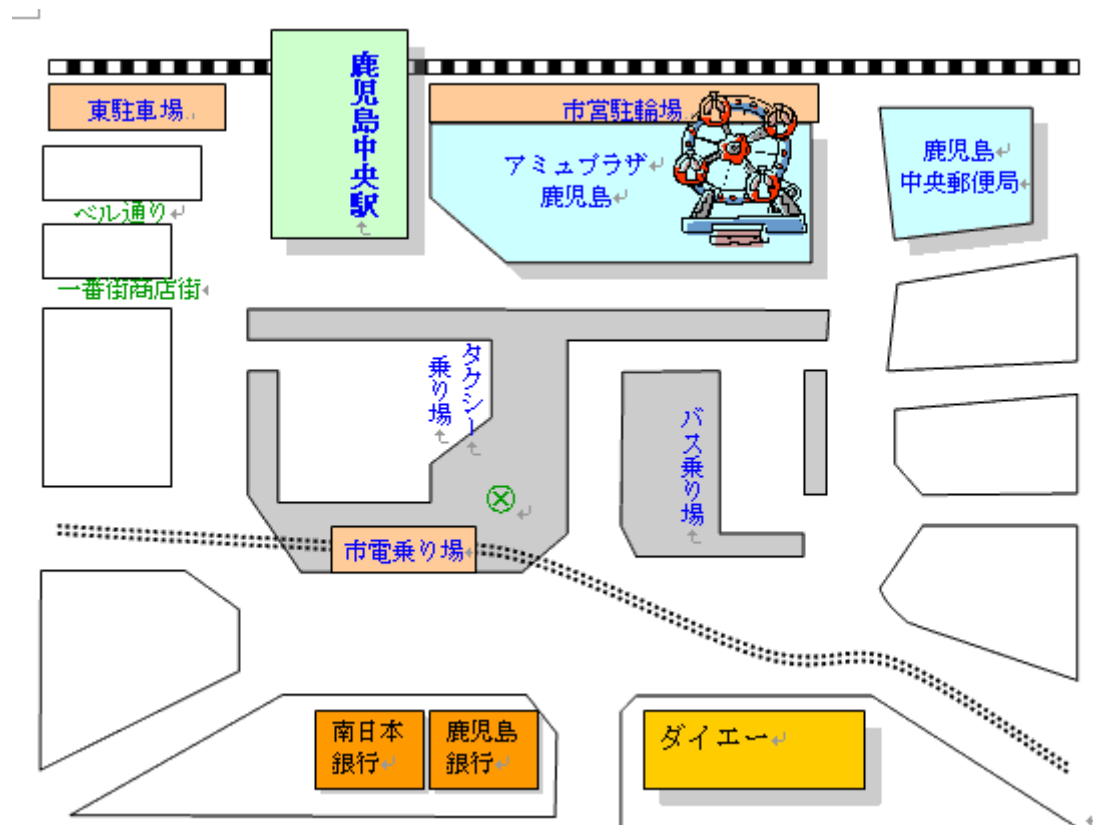 鹿児島中央駅
東駐車場
市営駐輪場
アミュプラザ
鹿児島
鹿児島
中央郵便局
ベル通り
一番街商店街
タクシー
乗り場
バス乗り場
市電乗り場
南日本
銀行
鹿児島
銀行
ダイエー